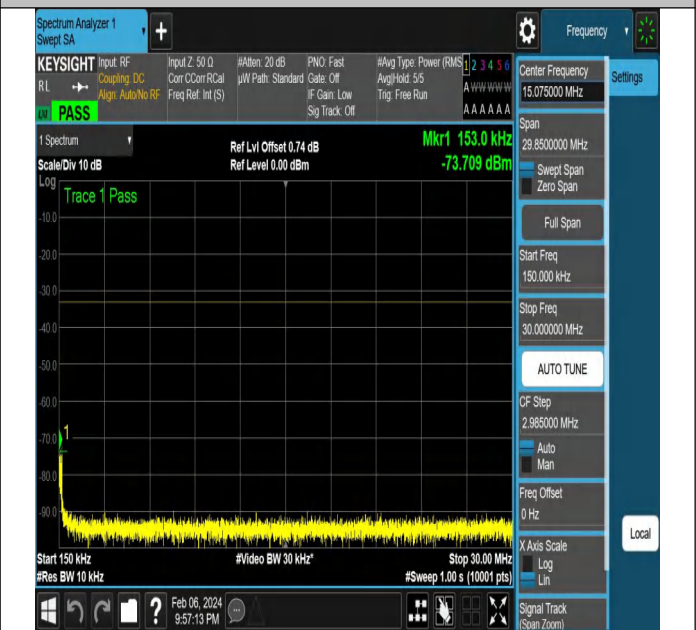 Spectrum Analyzer 1
Swept SA
Frequency
KEYSIGHT
RL
PASS
Input: RF
Coupling: DC
Align: Auto/No RF
Input Z: 50 Ω
Corr CCorr RCal
Freq Ref: Int (S)
#Atten: 20 dB
µW Path: Standard
PNO: Fast
Gate: Off
IF Gain: Low
Sig Track: Off
#Avg Type: Power (RMS
Avg|Hold: 5/5
Trig: Free Run
1 2 3 4 5 6
A W W W W W
A A A A A A
1 Spectrum
Scale/Div 10 dB
Ref Lvl Offset 0.74 dB
Ref Level 0.00 dBm
Mkr1 153.0 kHz
-73.709 dBm
Log
Trace 1 Pass
-10.0
-20.0
-30.0
-40.0
-50.0
-60.0
-70.0
-80.0
-90.0
1
Start 150 kHz
#Res BW 10 kHz
#Video BW 30 kHz*
Stop 30.00 MHz
#Sweep 1.00 s (10001 pts)
Center Frequency
15.075000 MHz
Settings
Span
29.8500000 MHz
Swept Span
Zero Span
Full Span
Start Freq
150.000 kHz
Stop Freq
30.000000 MHz
AUTO TUNE
CF Step
2.985000 MHz
Auto
Man
Freq Offset
0 Hz
X Axis Scale
Log
Lin
Signal Track
(Span Zoom)
Local
?
Feb 06, 2024
9:57:13 PM